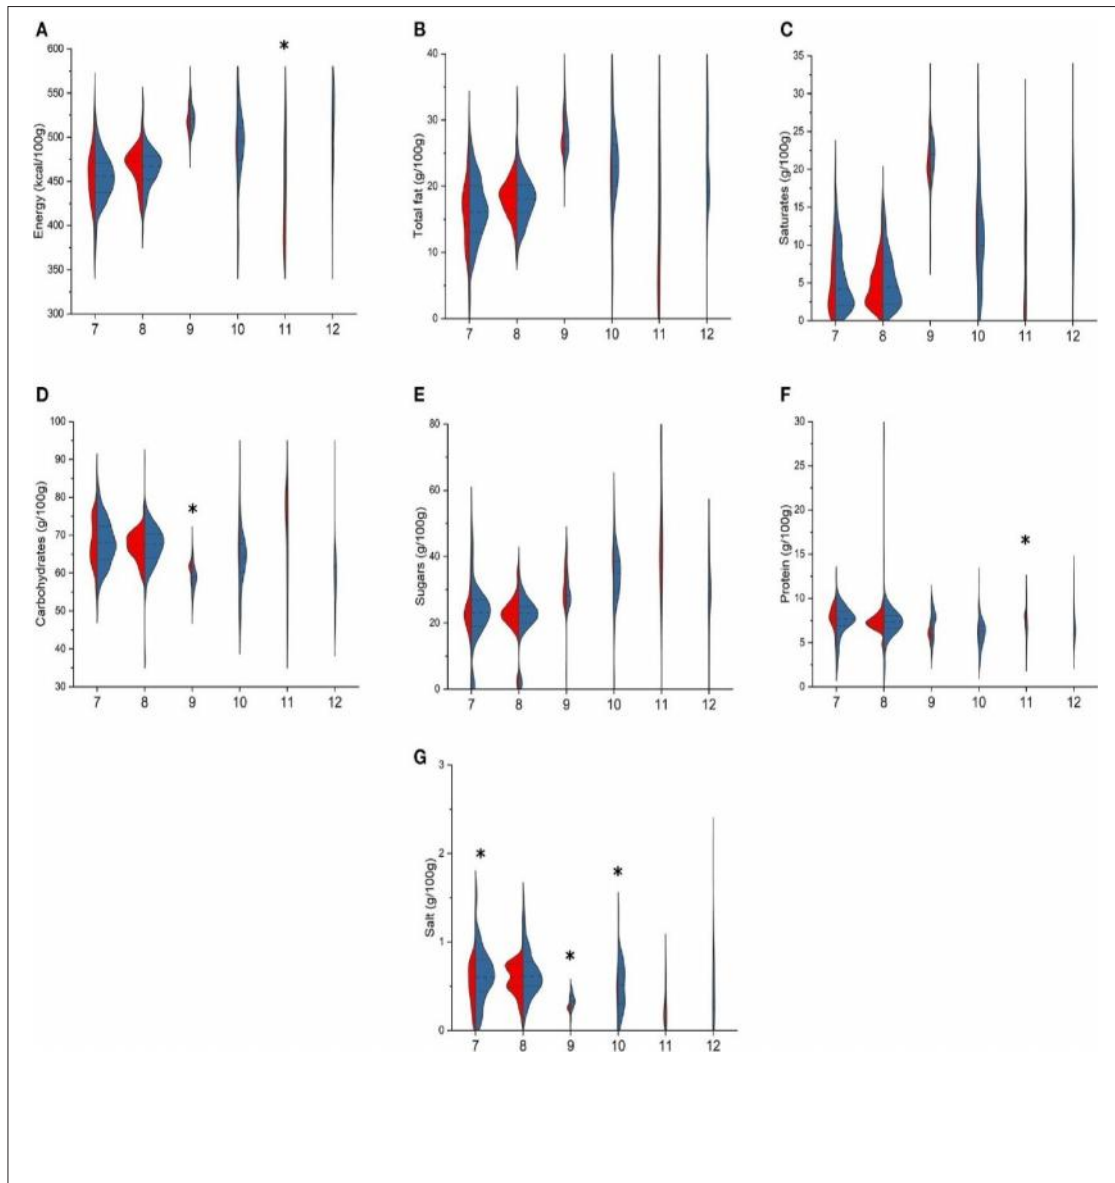 A
Energy (kcal/100g)
600
550
500
450
400
350
300
*
7 8 9 10 11 12
B
Total fat (g/100g)
40
30
20
10
0
7 8 9 10 11 12
C
Saturates (g/100g)
35
30
25
20
15
10
5
0
7 8 9 10 11 12
D
Carbohydrates (g/100g)
100
90
80
70
60
50
40
30
*
7 8 9 10 11 12
E
Sugars (g/100g)
80
60
40
20
0
7 8 9 10 11 12
F
Protein (g/100g)
30
25
20
15
10
5
0
*
7 8 9 10 11 12
G
Salt (g/100g)
3
2
1
0
* * *
7 8 9 10 11 12